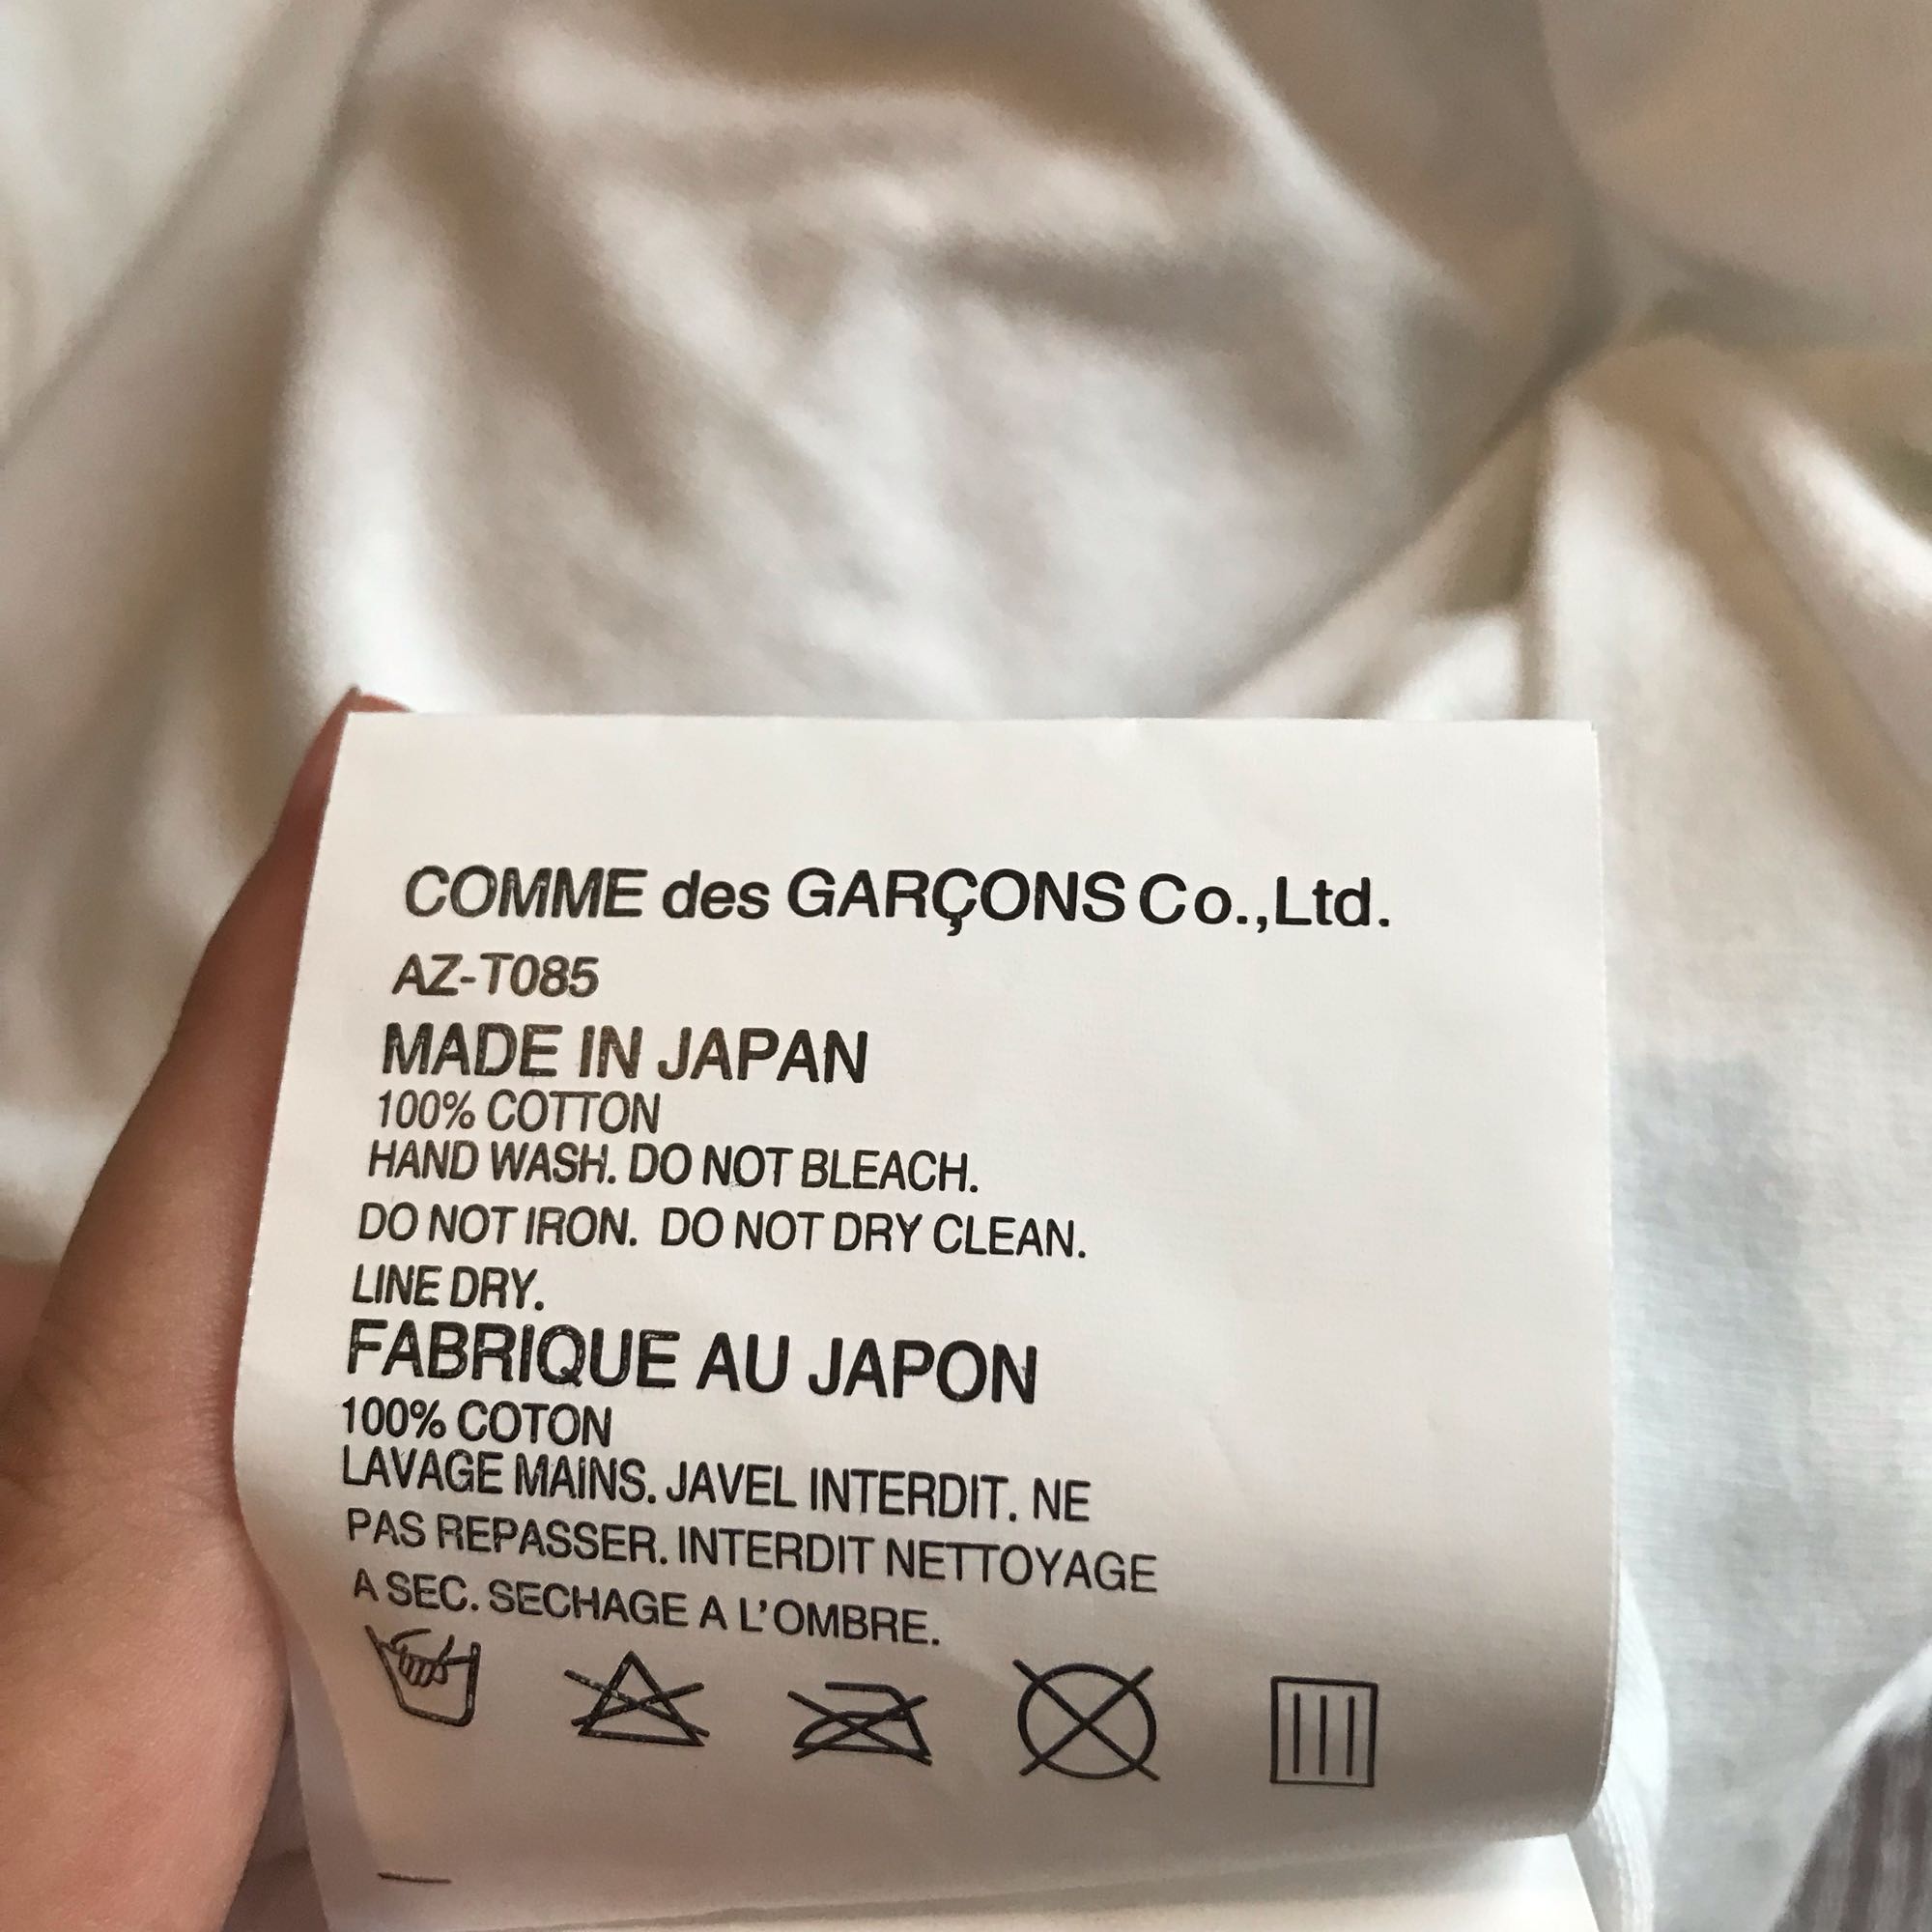 COMME des GARÇONS Co.,Ltd.
AZ-T085
MADE IN JAPAN
100% COTTON
HAND WASH. DO NOT BLEACH.
DO NOT IRON. DO NOT DRY CLEAN.
LINE DRY.
FABRIQUE AU JAPON
100% COTON
LAVAGE MAINS. JAVEL INTERDIT. NE
PAS REPASSER. INTERDIT NETTOYAGE
A SEC. SECHAGE A L'OMBRE.